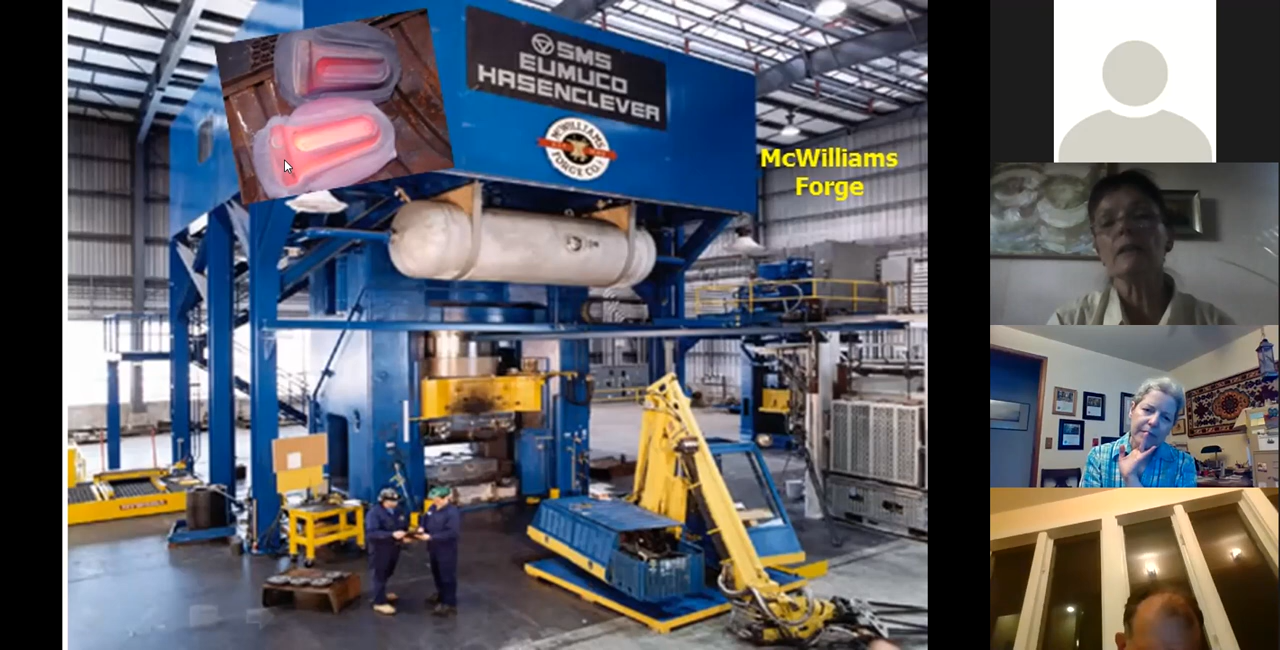 SMS
EUMUCO
HASENCLEVER
McWILLIAMS
FORGE CO.
McWilliams
Forge